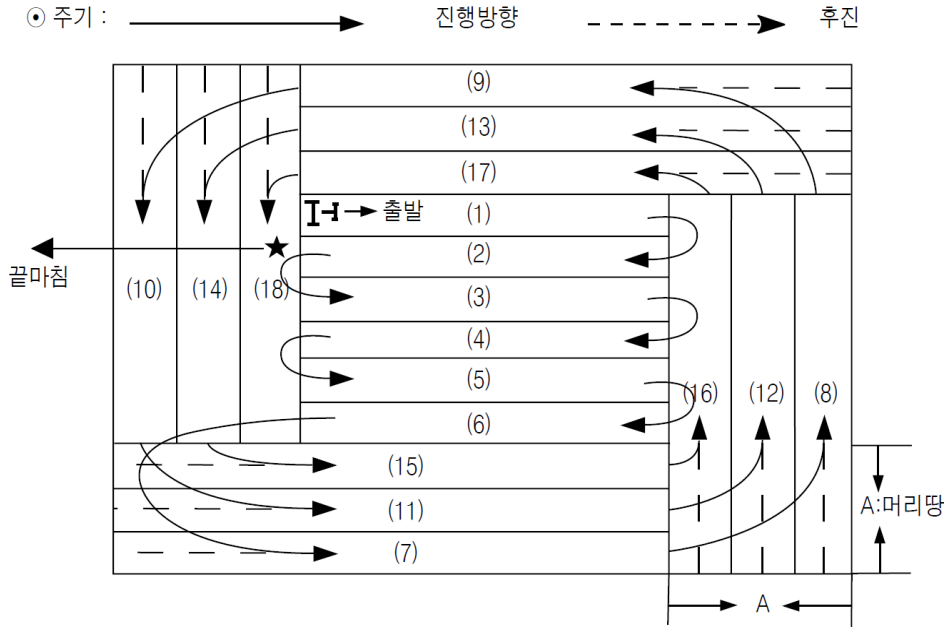 ⊙ 주기 : 진행방향 후진
(9)
(13)
(17)
출발 (1)
(2)
끝마침
(10) (14) (18) (3)
(4)
(5)
(16) (12) (8)
(6)
(15)
(11)
A:머리땅
(7)
A